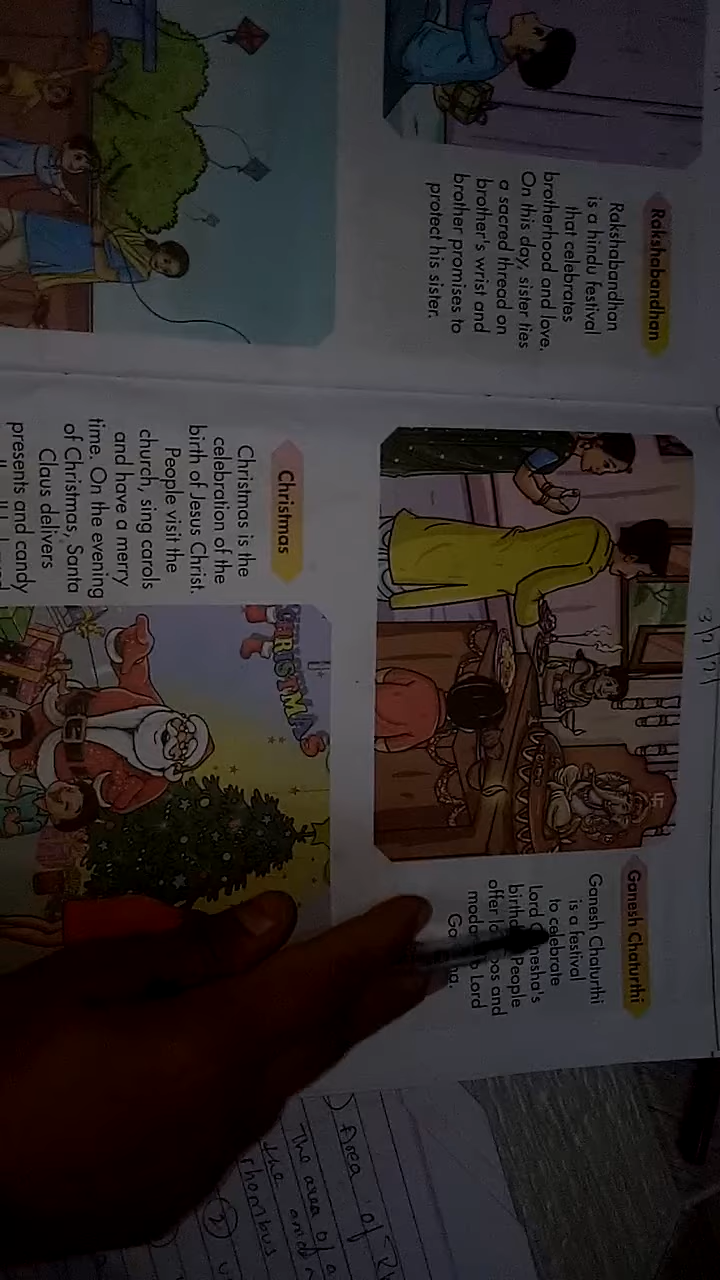 Rakshabandhan
Rakshabandhan
is a hindu festival
that celebrates
brotherhood and love.
On this day, sister ties
a sacred thread on
brother's wrist and
brother promises to
protect his sister.
Ganesh Chaturthi
Ganesh Chaturthi
is a festival
to celebrate
Lord
People
offer
and
Lord
Christmas
Christmas is the
celebration of the
birth of Jesus Christ.
People visit the
church, sing carols
and have a merry
time. On the evening
of Christmas, Santa
Claus delivers
presents and candy
CHRISTMAS
Area of
The area of a
the
rhombus
2